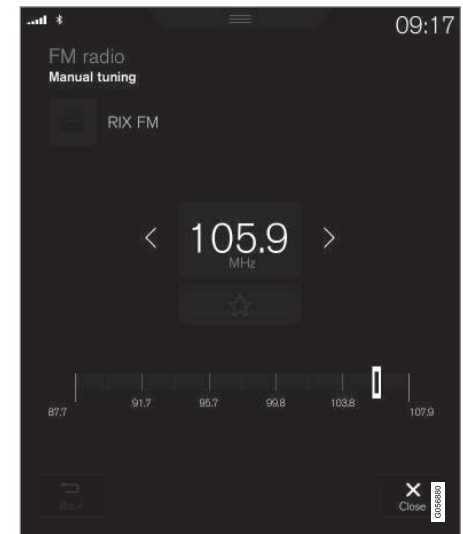 09:17
FM radio
Manual tuning
RIX FM
105.9
MHz
87.7 91.7 95.7 99.8 103.8 107.9
Back
Close
G056880